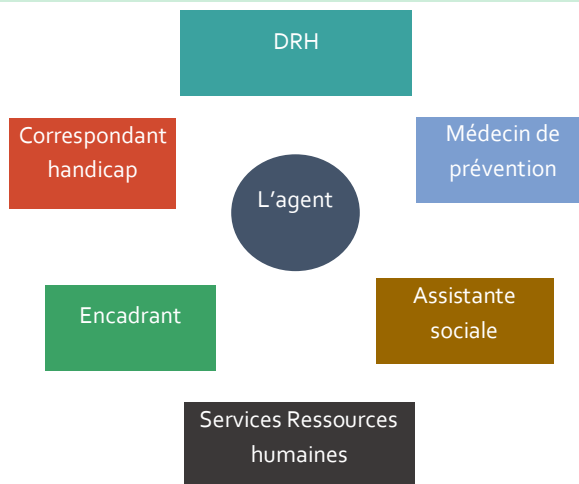 DRH
Correspondant
handicap
Médecin de
prévention
L'agent
Encadrant
Assistante
sociale
Services Ressources
humaines